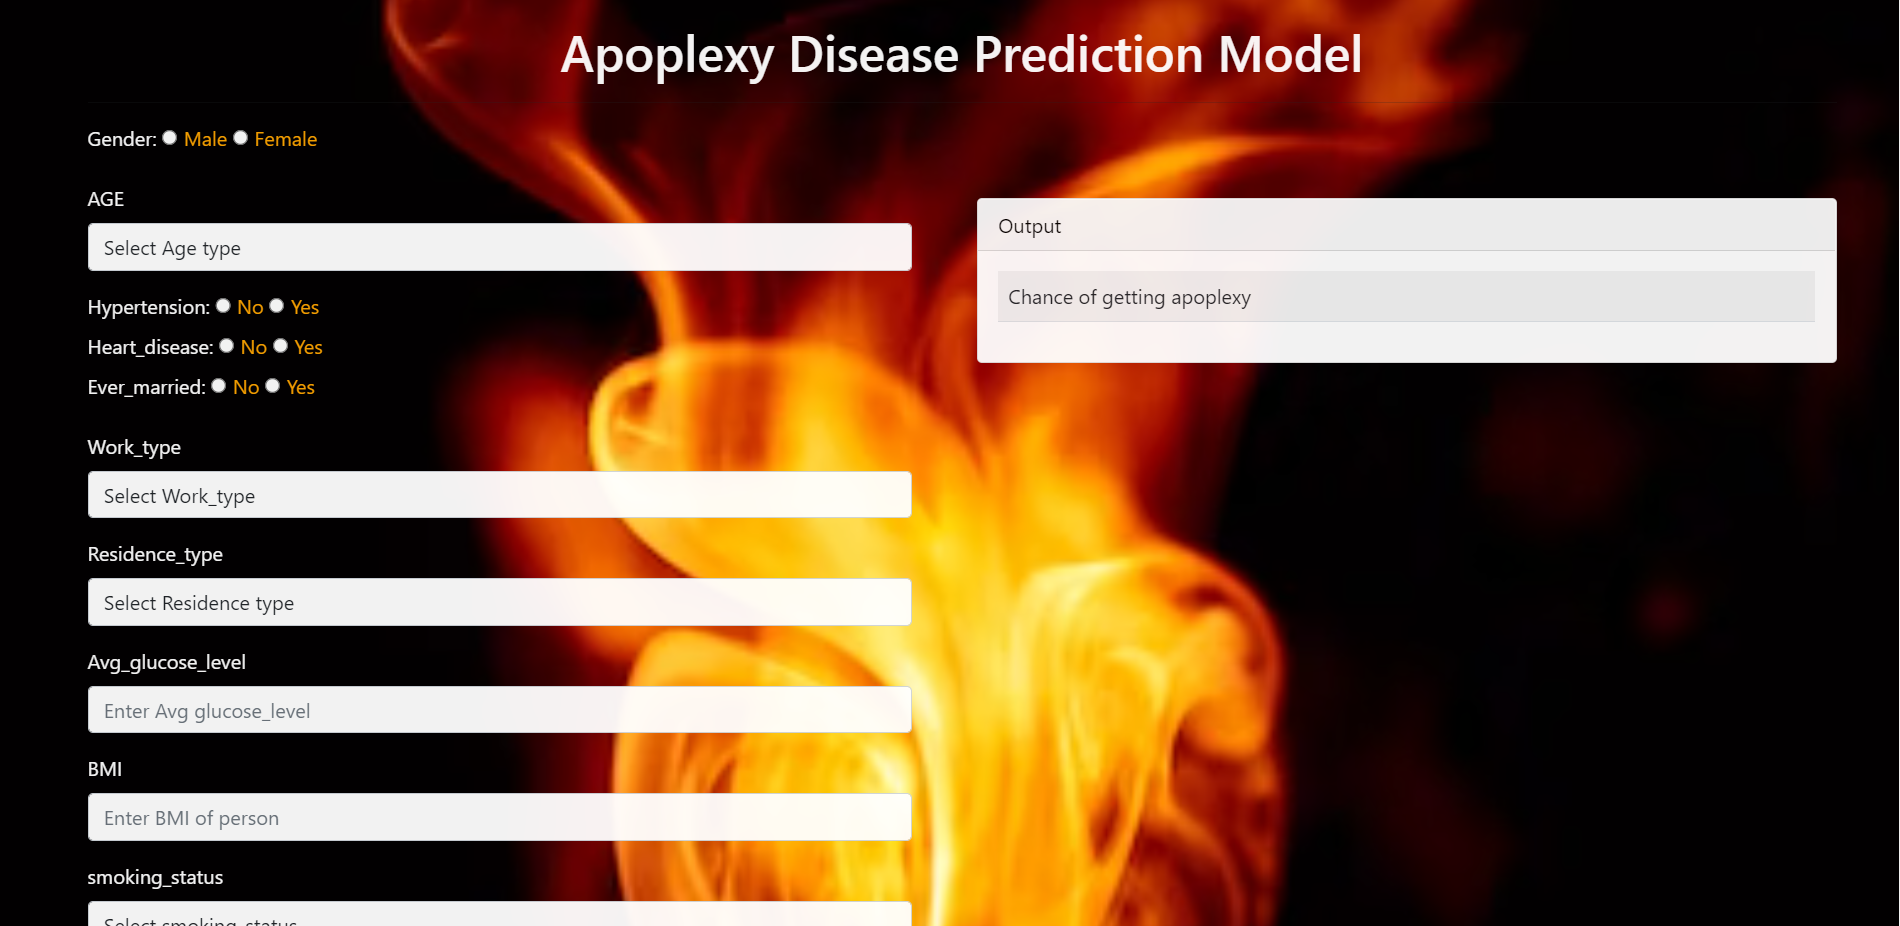 Apoplexy Disease Prediction Model
Gender: Male Female
AGE
Select Age type
Hypertension: No Yes
Heart_disease: No Yes
Ever_married: No Yes
Work_type
Select Work_type
Residence_type
Select Residence type
Avg_glucose_level
Enter Avg glucose_level
BMI
Enter BMI of person
smoking_status
Select smoking_status
Output
Chance of getting apoplexy